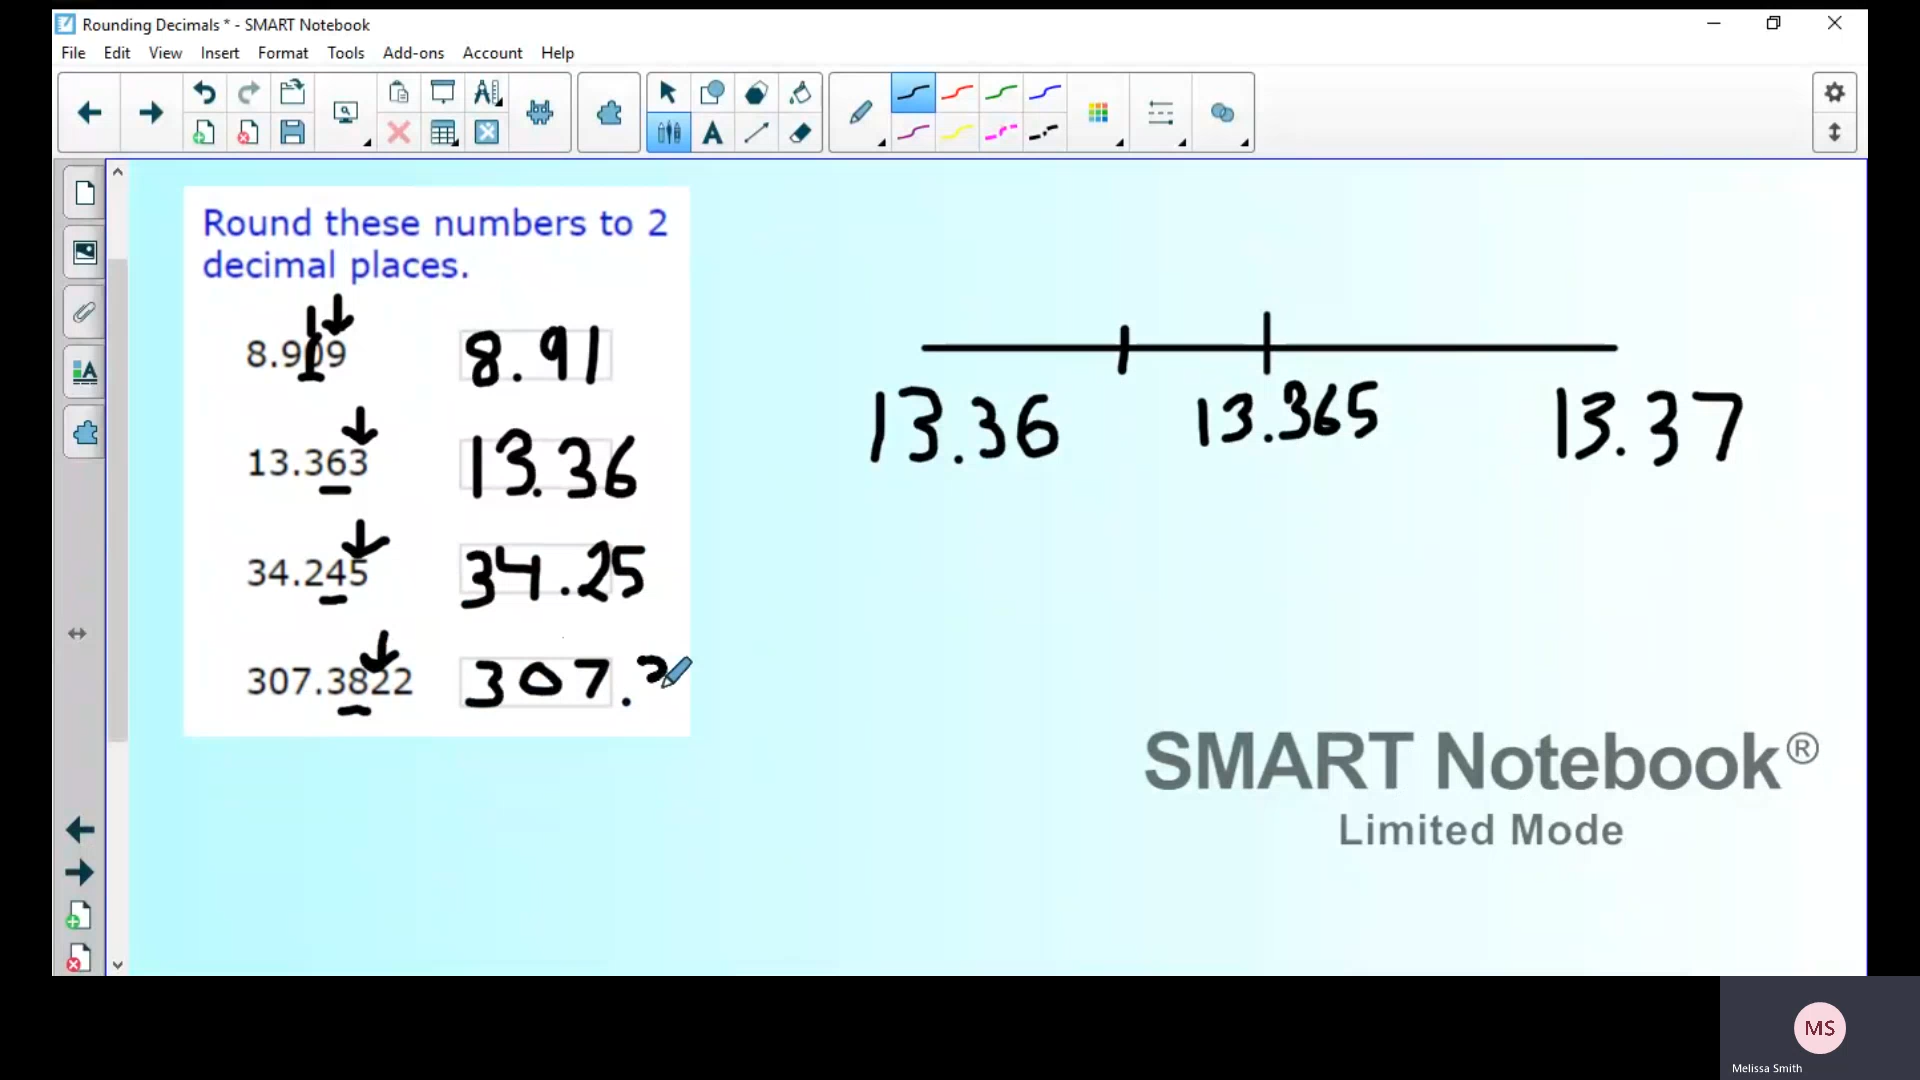 Rounding Decimals * - SMART Notebook
File Edit View Insert Format Tools Add-ons Account Help
Round these numbers to 2
decimal places.
8.909 8.91
13.363 13.36
34.245 34.25
307.3822 307.
13.36 13.365 13.37
SMART Notebook®
Limited Mode
MS
Melissa Smith